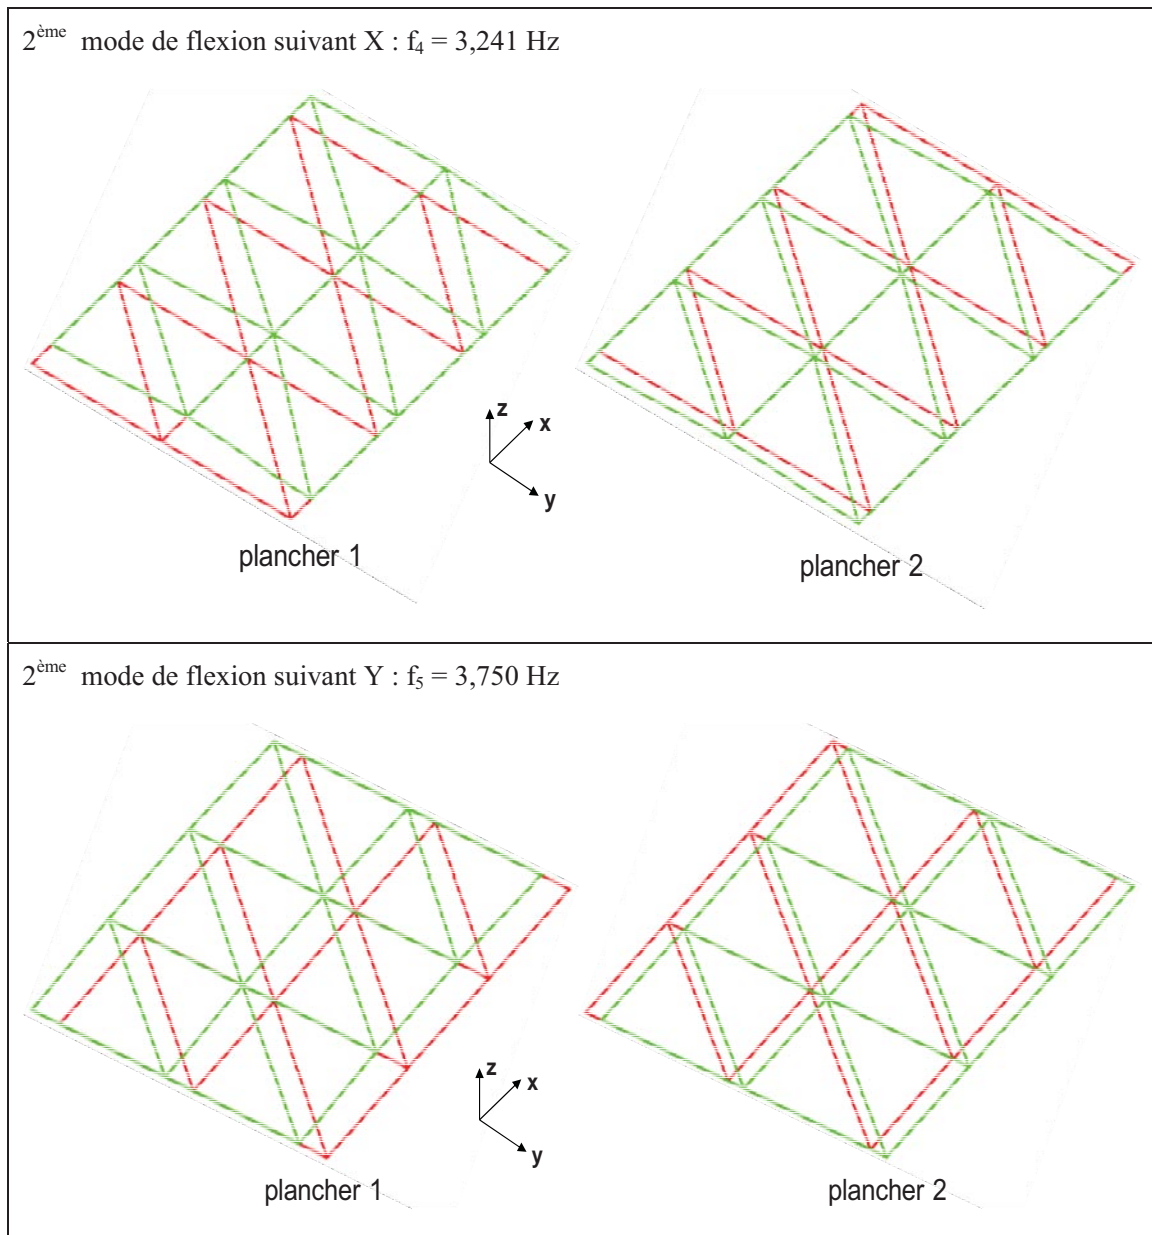 2ème mode de flexion suivant X : f4 = 3,241 Hz
z
x
y
plancher 1
plancher 2
2ème mode de flexion suivant Y : f5 = 3,750 Hz
z
x
y
plancher 1
plancher 2